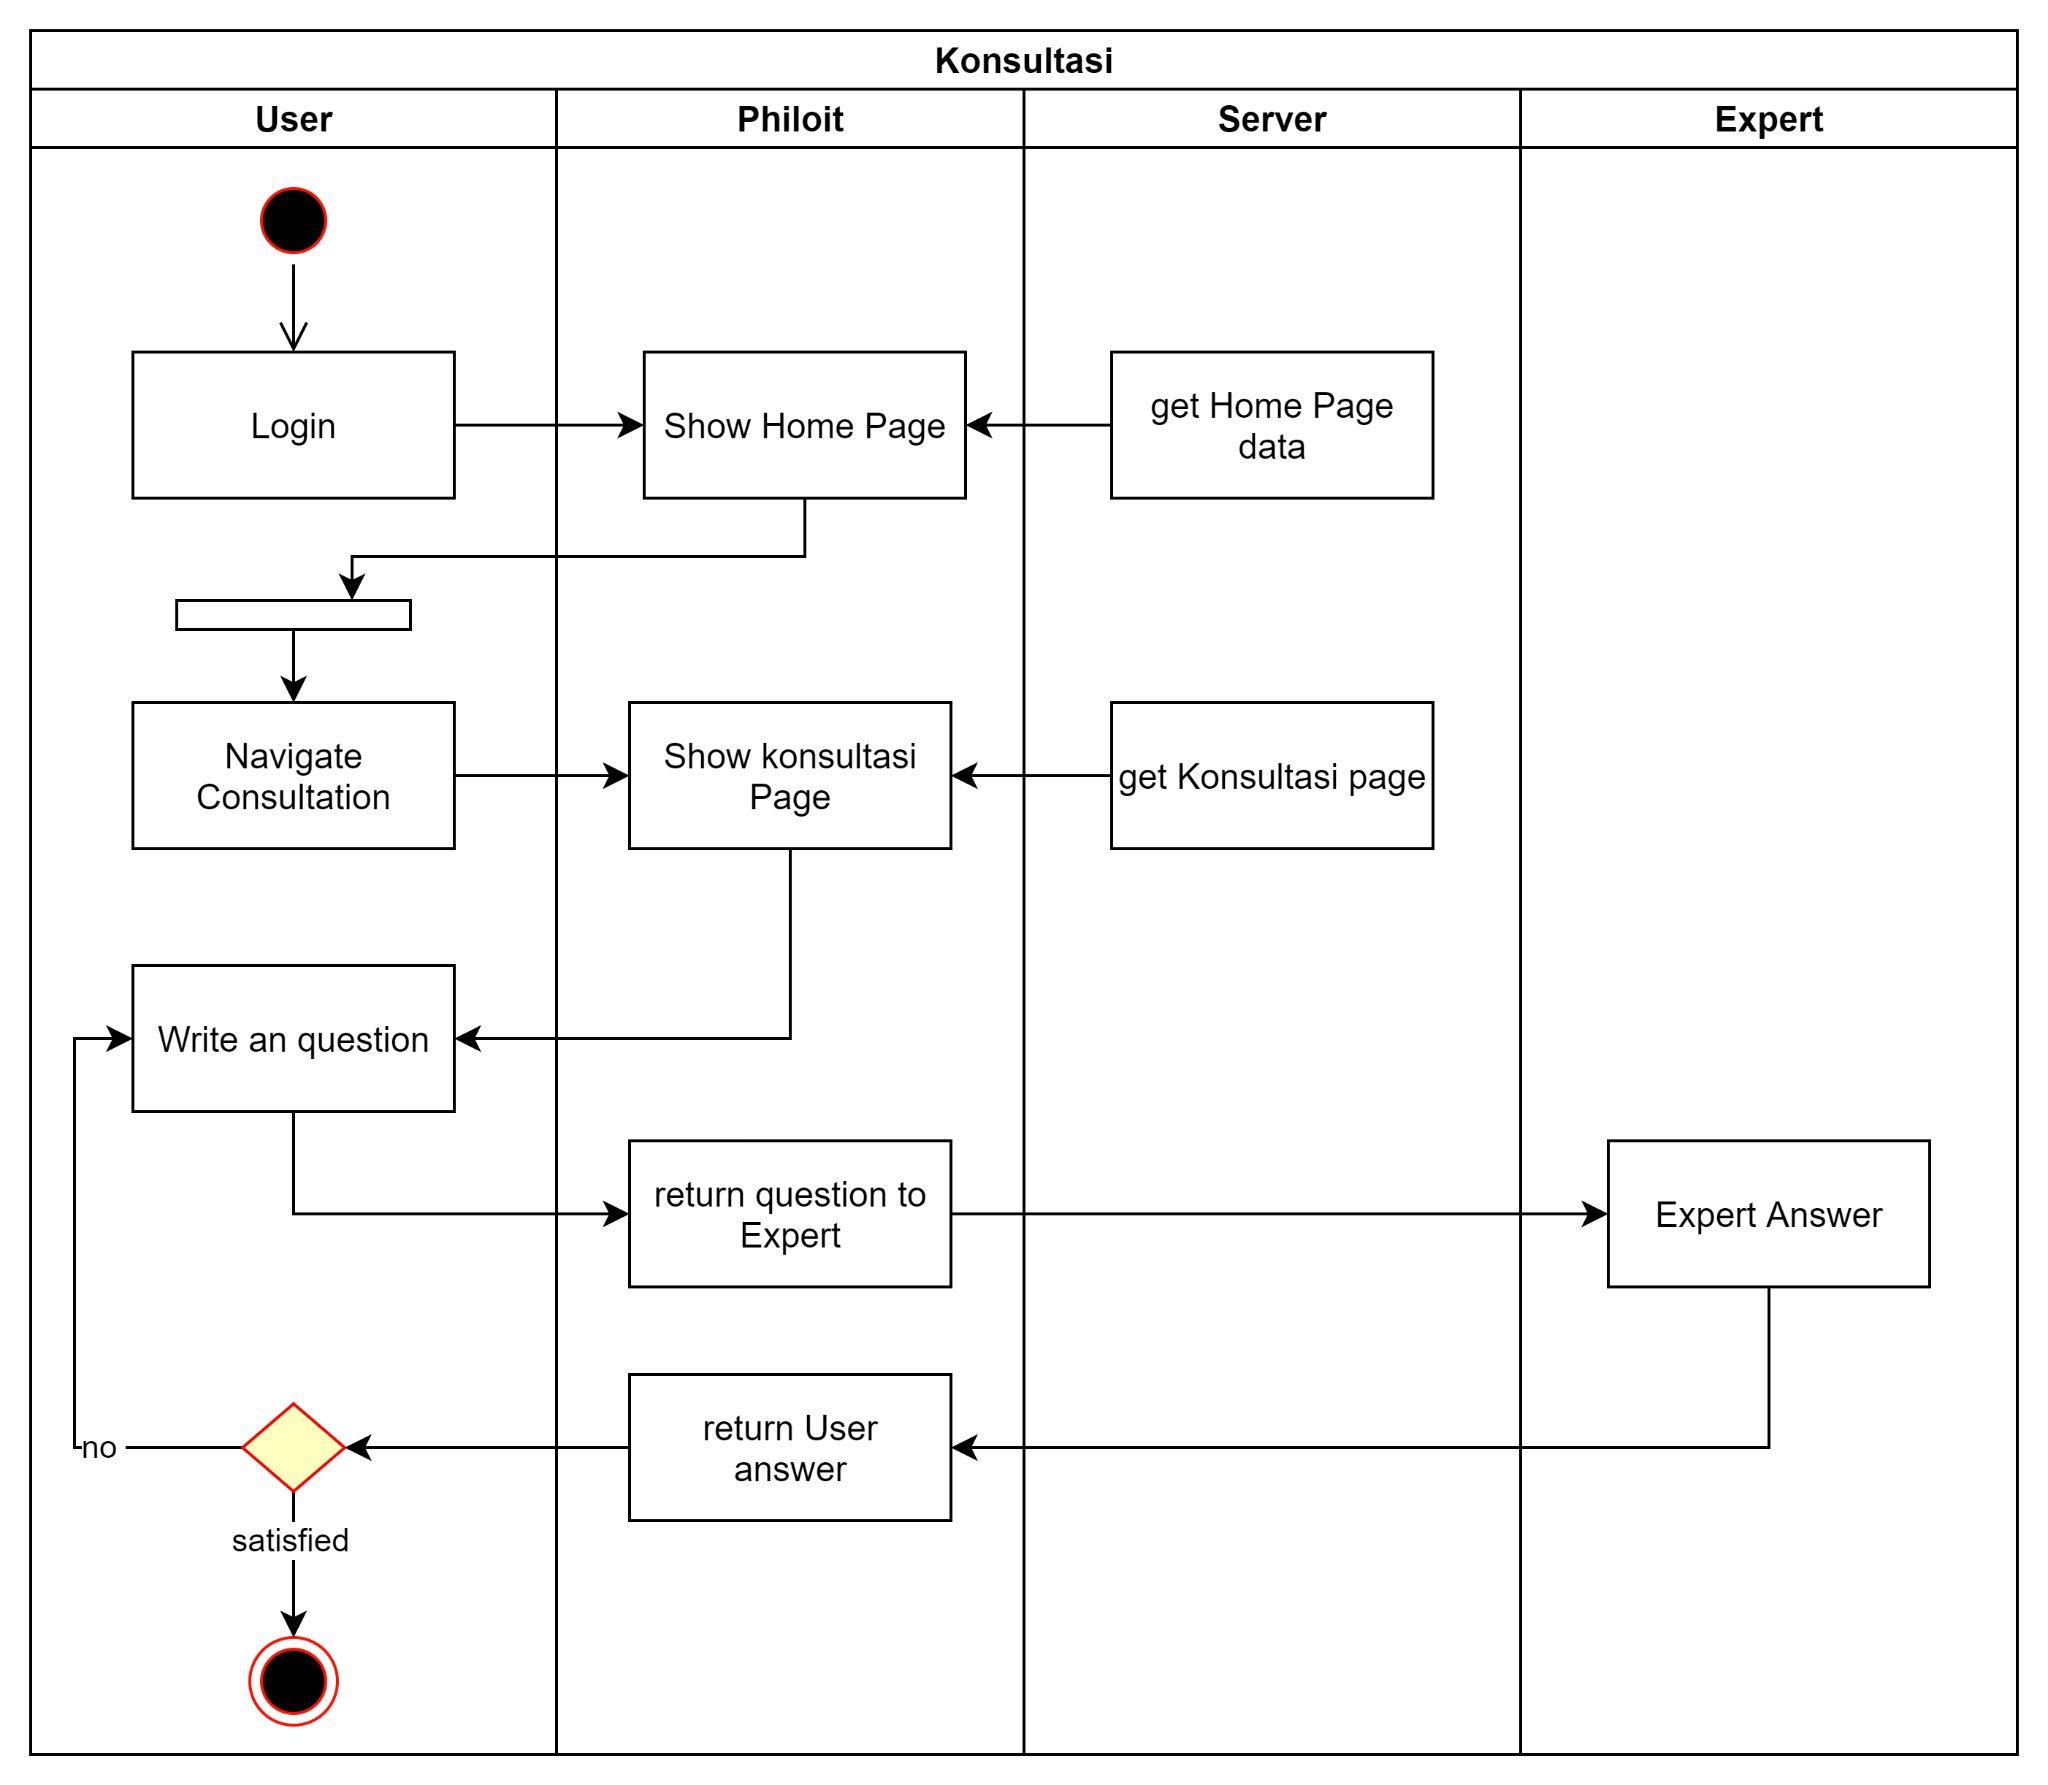 Konsultasi
User
Philoit
Server
Expert
Login
Show Home Page
get Home Page
data
Navigate
Consultation
Show konsultasi
Page
get Konsultasi page
Write an question
return question to
Expert
Expert Answer
return User
answer
no
satisfied